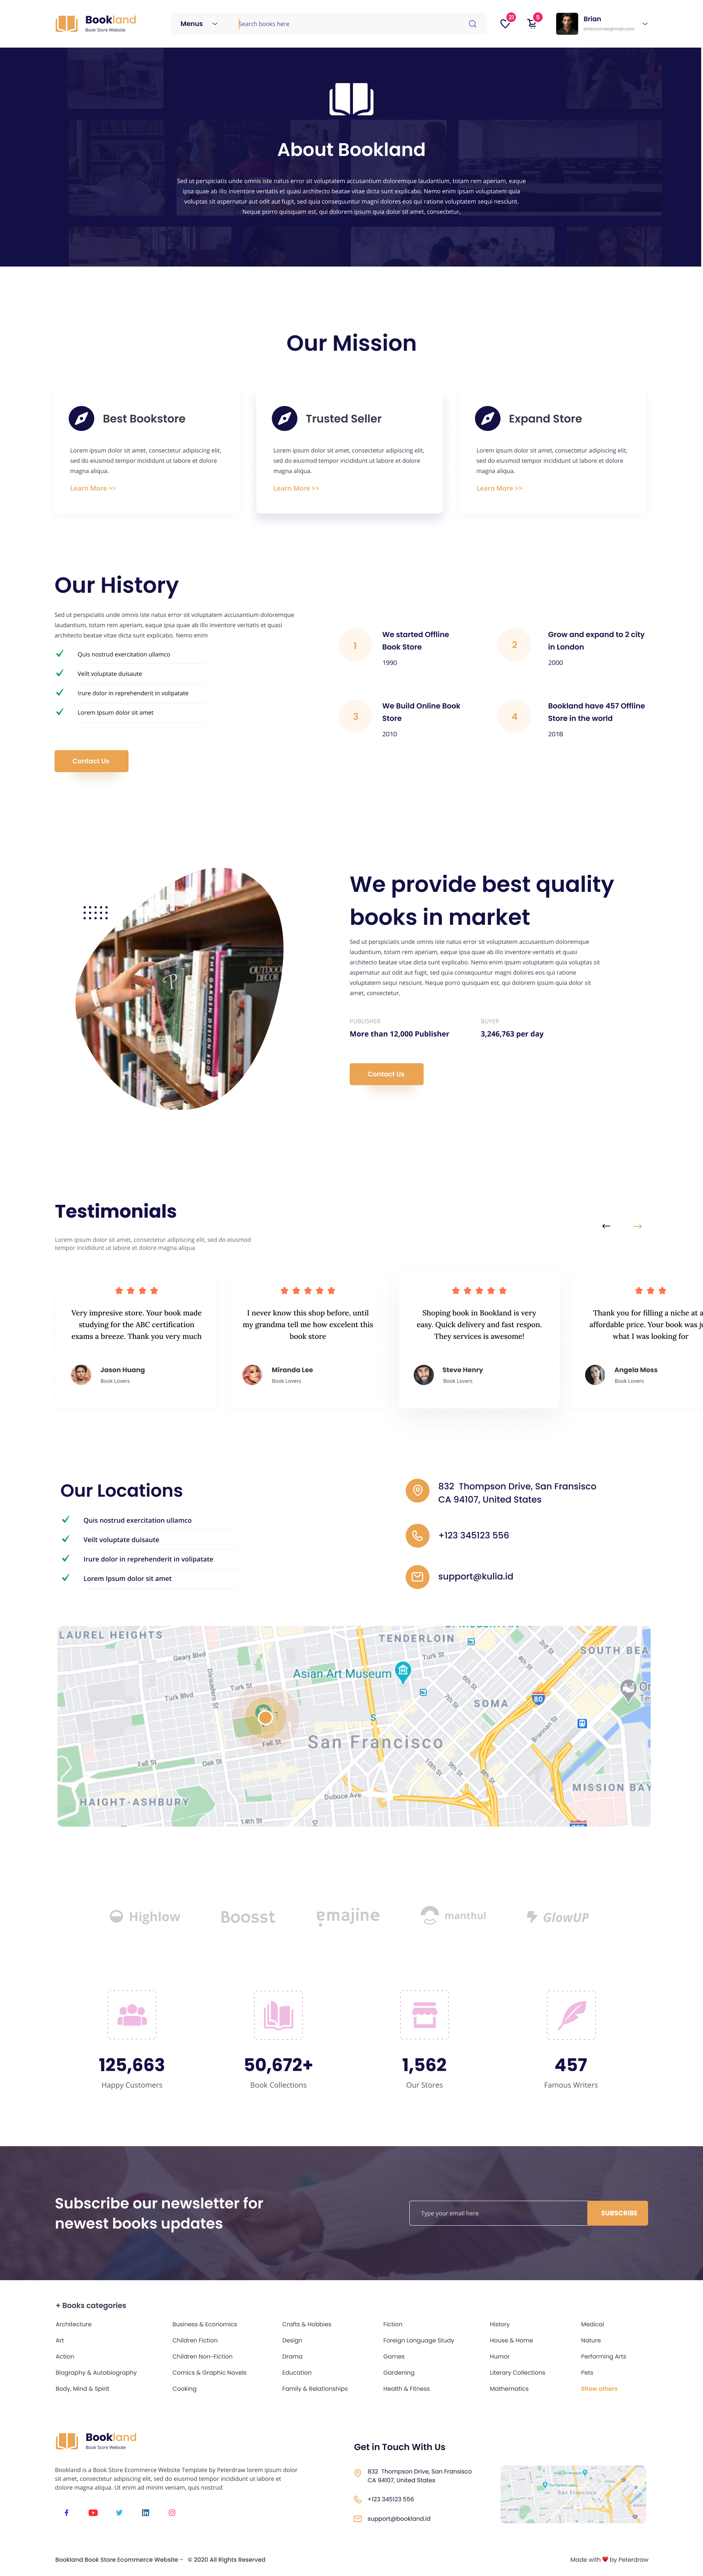 Bookland
Book Store Website
Menus
Search books here
21
5
Brian
About Bookland
Sed ut perspiciatis unde omnis iste natus error sit voluptatem accusantium doloremque laudantium, totam rem aperiam, eaque
ipsa quae ab illo inventore veritatis et quasi architecto beatae vitae dicta sunt explicabo. Nemo enim ipsam voluptatem quia
voluptas sit aspernatur aut odit aut fugit, sed quia consequuntur magni dolores eos qui ratione voluptatem sequi nesciunt.
Neque porro quisquam est, qui dolorem ipsum quia dolor sit amet, consectetur,
Our Mission
Best Bookstore
Lorem ipsum dolor sit amet, consectetur adipiscing elit,
sed do eiusmod tempor incididunt ut labore et dolore
magna aliqua.
Learn More >>
Trusted Seller
Lorem ipsum dolor sit amet, consectetur adipiscing elit,
sed do eiusmod tempor incididunt ut labore et dolore
magna aliqua.
Learn More >>
Expand Store
Lorem ipsum dolor sit amet, consectetur adipiscing elit,
sed do eiusmod tempor incididunt ut labore et dolore
magna aliqua.
Learn More >>
Our History
Sed ut perspiciatis unde omnis iste natus error sit voluptatem accusantium doloremque
laudantium, totam rem aperiam, eaque ipsa quae ab illo inventore veritatis et quasi
architecto beatae vitae dicta sunt explicabo. Nemo enim
Quis nostrud exercitation ullamco
Veilt voluptate duisaute
Irure dolor in reprehenderit in volipatate
Lorem Ipsum dolor sit amet
Contact Us
1
We started Offline
Book Store
1990
2
Grow and expand to 2 city
in London
2000
3
We Build Online Book
Store
2010
4
Bookland have 457 Offline
Store in the world
2018
OUTDOOR
DECOR
THE GARDEN DESIGN BOOK
We provide best quality
books in market
Sed ut perspiciatis unde omnis iste natus error sit voluptatem accusantium doloremque
laudantium, totam rem aperiam, eaque ipsa quae ab illo inventore veritatis et quasi
architecto beatae vitae dicta sunt explicabo. Nemo enim ipsam voluptatem quia voluptas sit
aspernatur aut odit aut fugit, sed quia consequuntur magni dolores eos qui ratione
voluptatem sequi nesciunt. Neque porro quisquam est, qui dolorem ipsum quia dolor sit
amet, consectetur,
PUBLISHER
More than 12,000 Publisher
BUYER
3,246,763 per day
Contact Us
Testimonials
Lorem ipsum dolor sit amet, consectetur adipiscing elit, sed do eiusmod
tempor incididunt ut labore et dolore magna aliqua
Very impresive store. Your book made
studying for the ABC certification
exams a breeze. Thank you very much
Jason Huang
Book Lovers
I never know this shop before, until
my grandma tell me how excelent this
book store
Miranda Lee
Book Lovers
Shoping book in Bookland is very
easy. Quick delivery and fast respon.
They services is awesome!
Steve Henry
Book Lovers
Thank you for filling a niche at a
affordable price. Your book was ju
what I was looking for
Angela Moss
Book Lovers
Our Locations
Quis nostrud exercitation ullamco
Veilt voluptate duisaute
Irure dolor in reprehenderit in volipatate
Lorem Ipsum dolor sit amet
832 Thompson Drive, San Fransisco
CA 94107, United States
+123 345123 556
support@kulia.id
LAUREL HEIGHTS
Geary Blvd
Turk Blvd
Divisadero St
TENDERLOIN
Turk St
Asian Art Museum
SOMA
7th St
8th St
4th St
3rd St
80
SOUTH BEA
Brannan St
S
Fell St
San Francisco
Fell St
Oak St
10th St
9th St
8th St
MISSION BAY
HAIGHT-ASHBURY
Duboce Ave
14th St
Highlow
Boosst
emajine
manthul
GlowUP
125,663
Happy Customers
50,672+
Book Collections
1,562
Our Stores
457
Famous Writers
Subscribe our newsletter for
newest books updates
Type your email here
SUBSCRIBE
+ Books categories
Architecture
Art
Action
Biography & Autobiography
Body, Mind & Spirit
Business & Economics
Children Fiction
Children Non-Fiction
Comics & Graphic Novels
Cooking
Crafts & Hobbies
Design
Drama
Education
Family & Relationships
Fiction
Foreign Language Study
Games
Gardening
Health & Fitness
History
House & Home
Humor
Literary Collections
Mathematics
Medical
Nature
Performing Arts
Pets
Show others
Bookland
Book Store Website
Bookland is a Book Store Ecommerce Website Template by Peterdraw lorem ipsum dolor
sit amet, consectetur adipiscing elit, sed do eiusmod tempor incididunt ut labore et
dolore magna aliqua. Ut enim ad minim veniam, quis nostrud
Get in Touch With Us
832 Thompson Drive, San Fransisco
CA 94107, United States
+123 345123 556
support@bookland.id
San Francisco
Bookland Book Store Ecommerce Website - © 2020 All Rights Reserved
Made with by Peterdraw